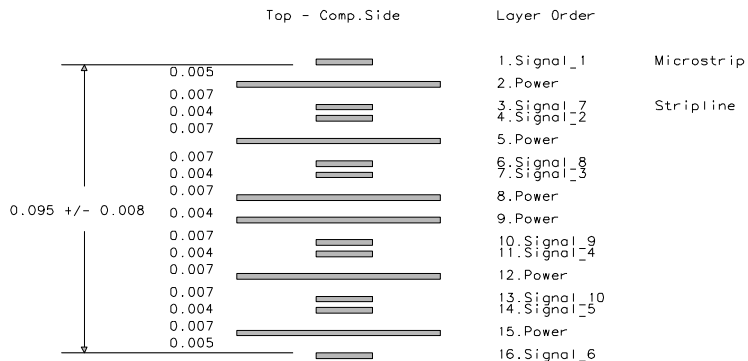 Top - Comp.Side Layer Order
1.Signal_1 Microstrip
0.005
2.Power
0.007
3.Signal_7 Stripline
0.004
4.Signal_2
0.007
5.Power
0.007
6.Signal_8
0.004
7.Signal_3
0.007
8.Power
0.095 +/- 0.008 0.004
9.Power
0.007
10.Signal_9
0.004
11.Signal_4
0.007
12.Power
0.007
13.Signal_10
0.004
14.Signal_5
0.007
15.Power
0.005
16.Signal_6